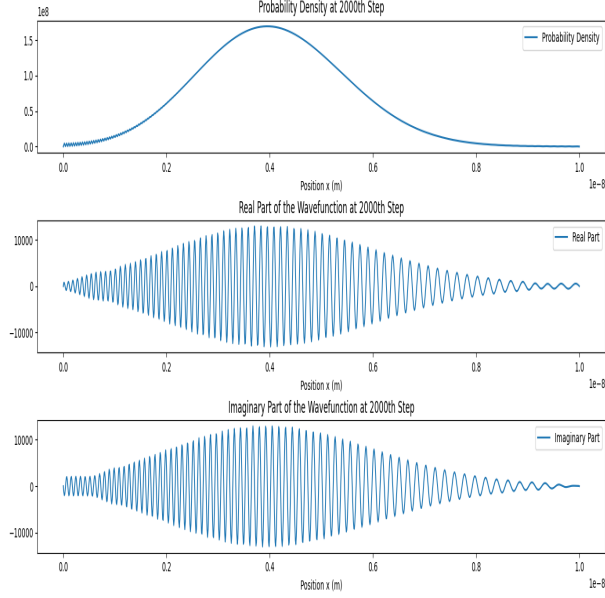 Probability Density at 2000th Step
1e8
Probability Density
1.5
1.0
0.5
0.0
0.0 0.2 0.4 0.6 0.8 1.0
1e−8
Position x (m)
Real Part of the Wavefunction at 2000th Step
Real Part
10000
0
−10000
0.0 0.2 0.4 0.6 0.8 1.0
1e−8
Position x (m)
Imaginary Part of the Wavefunction at 2000th Step
Imaginary Part
10000
0
−10000
0.0 0.2 0.4 0.6 0.8 1.0
1e−8
Position x (m)